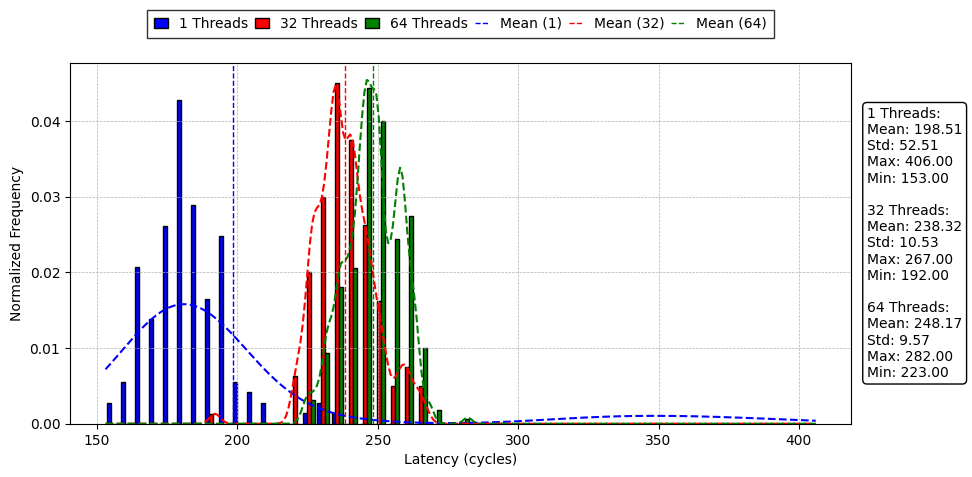 1 Threads 32 Threads 64 Threads Mean (1) Mean (32) Mean (64)
Normalized Frequency
0.04
0.03
0.02
0.01
0.00
150 200 250 300 350 400
Latency (cycles)
1 Threads:
Mean: 198.51
Std: 52.51
Max: 406.00
Min: 153.00
32 Threads:
Mean: 238.32
Std: 10.53
Max: 267.00
Min: 192.00
64 Threads:
Mean: 248.17
Std: 9.57
Max: 282.00
Min: 223.00